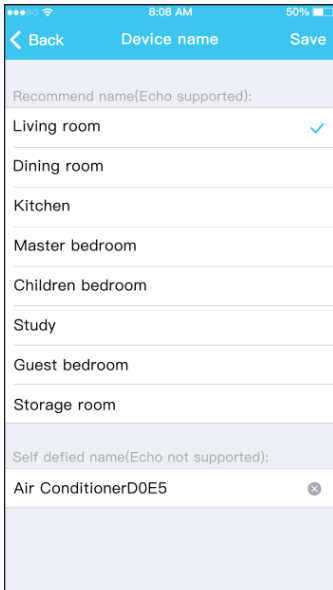 8:08 AM 50%
Back Device name Save
Recommend name(Echo supported):
Living room
Dining room
Kitchen
Master bedroom
Children bedroom
Study
Guest bedroom
Storage room
Self defied name(Echo not supported):
Air ConditionerD0E5